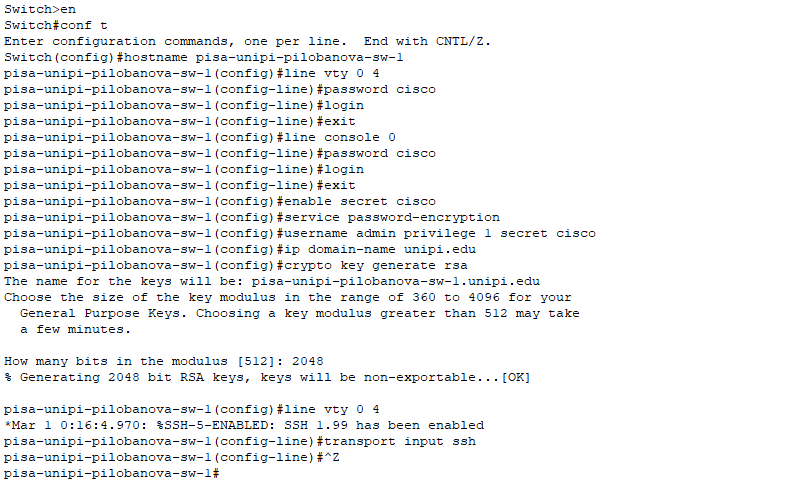 Switch>en
Switch#conf t
Enter configuration commands, one per line.  End with CNTL/Z.
Switch(config)#hostname pisa-unipi-pilobanova-sw-1
pisa-unipi-pilobanova-sw-1(config)#line vty 0 4
pisa-unipi-pilobanova-sw-1(config-line)#password cisco
pisa-unipi-pilobanova-sw-1(config-line)#login
pisa-unipi-pilobanova-sw-1(config-line)#exit
pisa-unipi-pilobanova-sw-1(config)#line console 0
pisa-unipi-pilobanova-sw-1(config-line)#password cisco
pisa-unipi-pilobanova-sw-1(config-line)#login
pisa-unipi-pilobanova-sw-1(config-line)#exit
pisa-unipi-pilobanova-sw-1(config)#enable secret cisco
pisa-unipi-pilobanova-sw-1(config)#service password-encryption
pisa-unipi-pilobanova-sw-1(config)#username admin privilege 1 secret cisco
pisa-unipi-pilobanova-sw-1(config)#ip domain-name unipi.edu
pisa-unipi-pilobanova-sw-1(config)#crypto key generate rsa
The name for the keys will be: pisa-unipi-pilobanova-sw-1.unipi.edu
Choose the size of the key modulus in the range of 360 to 4096 for your
  General Purpose Keys. Choosing a key modulus greater than 512 may take
  a few minutes.

How many bits in the modulus [512]: 2048
% Generating 2048 bit RSA keys, keys will be non-exportable...[OK]

pisa-unipi-pilobanova-sw-1(config)#line vty 0 4
*Mar 1 0:16:4.970: %SSH-5-ENABLED: SSH 1.99 has been enabled
pisa-unipi-pilobanova-sw-1(config-line)#transport input ssh
pisa-unipi-pilobanova-sw-1(config-line)#^Z
pisa-unipi-pilobanova-sw-1#